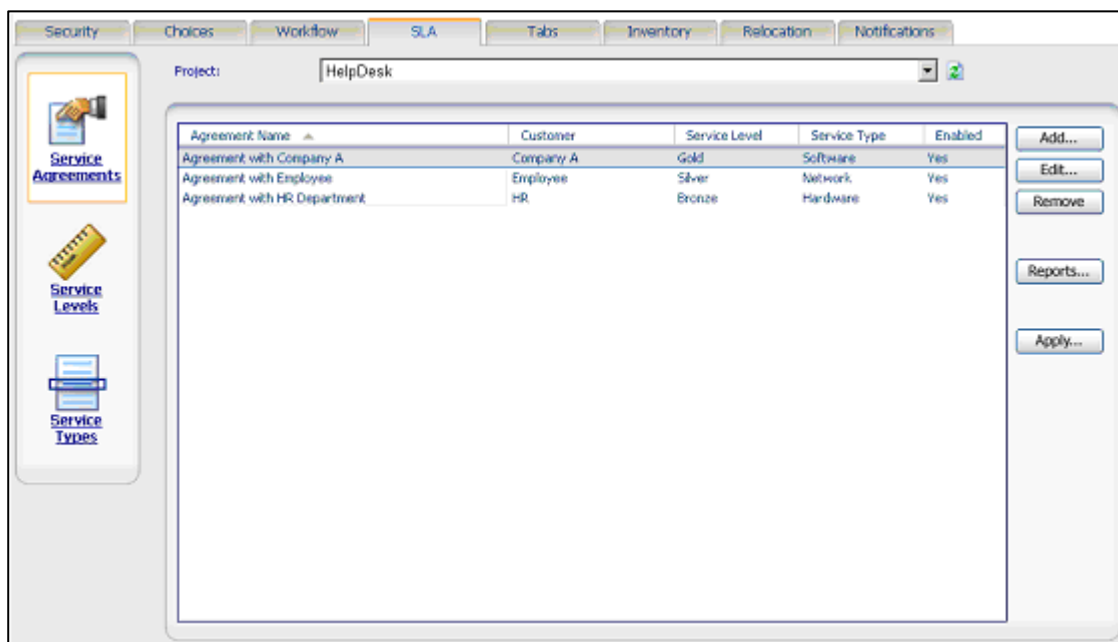 Security Choices Workflow SLA Tabs Inventory Relocation Notifications
Project: HelpDesk
Service
Agreements
Service
Levels
Service
Types
Agreement Name Customer Service Level Service Type Enabled
Agreement with Company A Company A Gold Software Yes
Agreement with Employee Employee Silver Network Yes
Agreement with HR Department HR Bronze Hardware Yes
Add...
Edit...
Remove
Reports...
Apply...